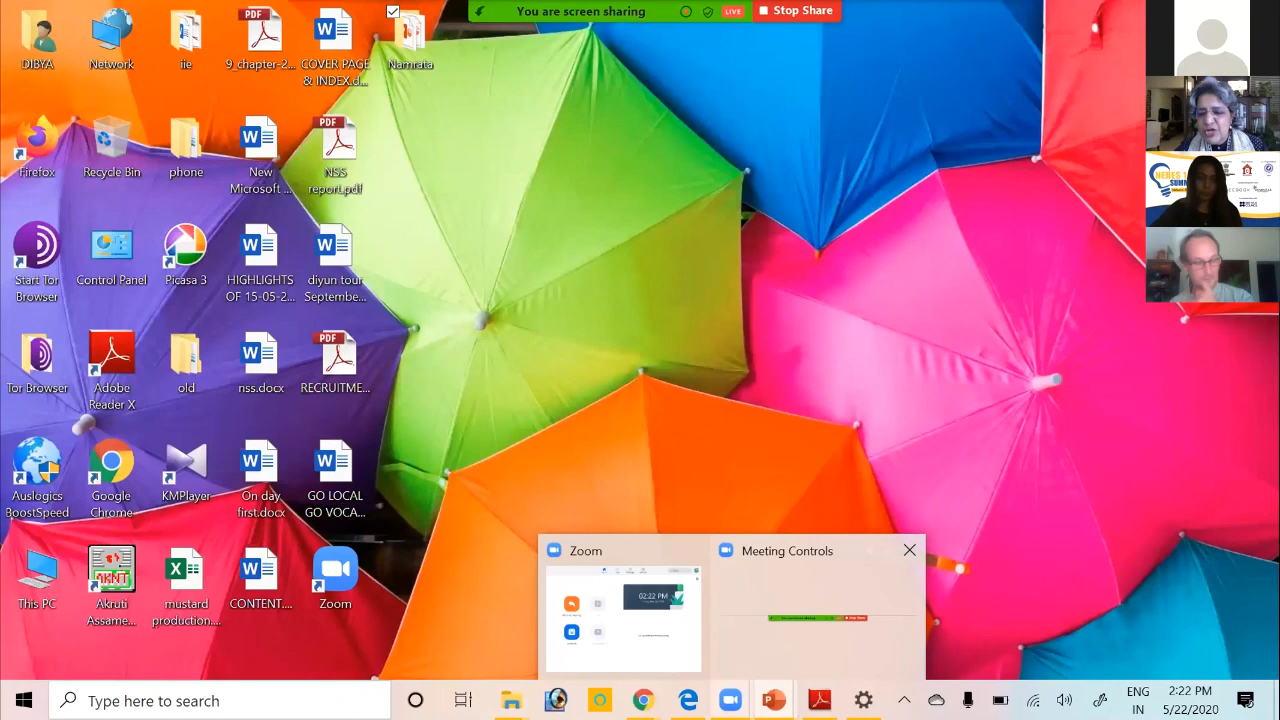 You are screen sharing
LIVE
Stop Share
DIBYA
Network
iie
9_chapter-2...
COVER PAGE
& INDEX.d...
Namrata
Firefox
Recycle Bin
phone
New
Microsoft ...
NSS
report.pdf
Start Tor
Browser
Control Panel
Picasa 3
HIGHLIGHTS
OF 15-05-2...
diyun tour
Septembe...
Tor Browser
Adobe
Reader X
old
nss.docx
RECRUITME...
Auslogics
BoostSpeed
Google
Chrome
KMPlayer
On day
first.docx
GO LOCAL
GO VOCA...
This PC
Akruti
Assame...
mustard
production....
CONTENT....
Zoom
PDF
PDF
PDF
AKNT
Zoom
Meeting Controls
02:22 PM
Type here to search
ENG
IN
2:22 PM
5/22/2020